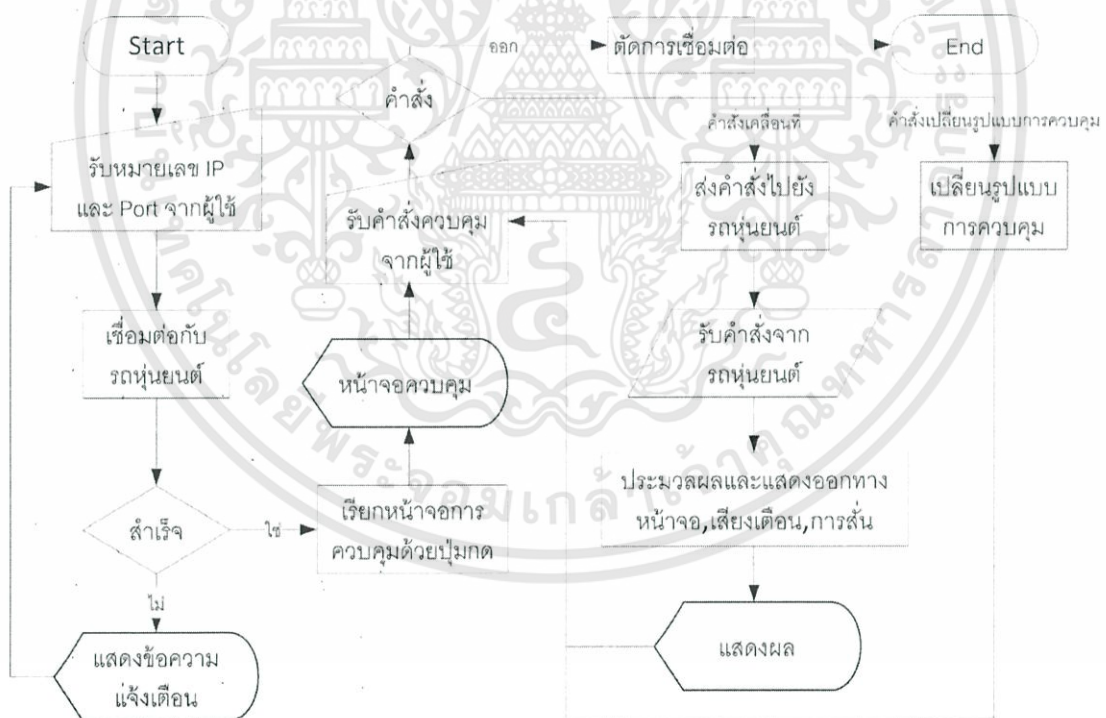 Start
รับหมายเลข IP
และ Port จากผู้ใช้
เชื่อมต่อกับ
รถหุ่นยนต์
สำเร็จ
ใช่
ไม่
แสดงข้อความ
แจ้งเตือน
เรียกหน้าจอการ
ควบคุมด้วยปุ่มกด
หน้าจอควบคุม
รับคำสั่งควบคุม
จากผู้ใช้
คำสั่ง
ออก
ตัดการเชื่อมต่อ
End
คำสั่งเคลื่อนที่
ส่งคำสั่งไปยัง
รถหุ่นยนต์
รับคำสั่งจาก
รถหุ่นยนต์
ประมวลผลและแสดงออกทาง
หน้าจอ,เสียงเตือน,การสั่น
แสดงผล
คำสั่งเปลี่ยนรูปแบบการควบคุม
เปลี่ยนรูปแบบ
การควบคุม